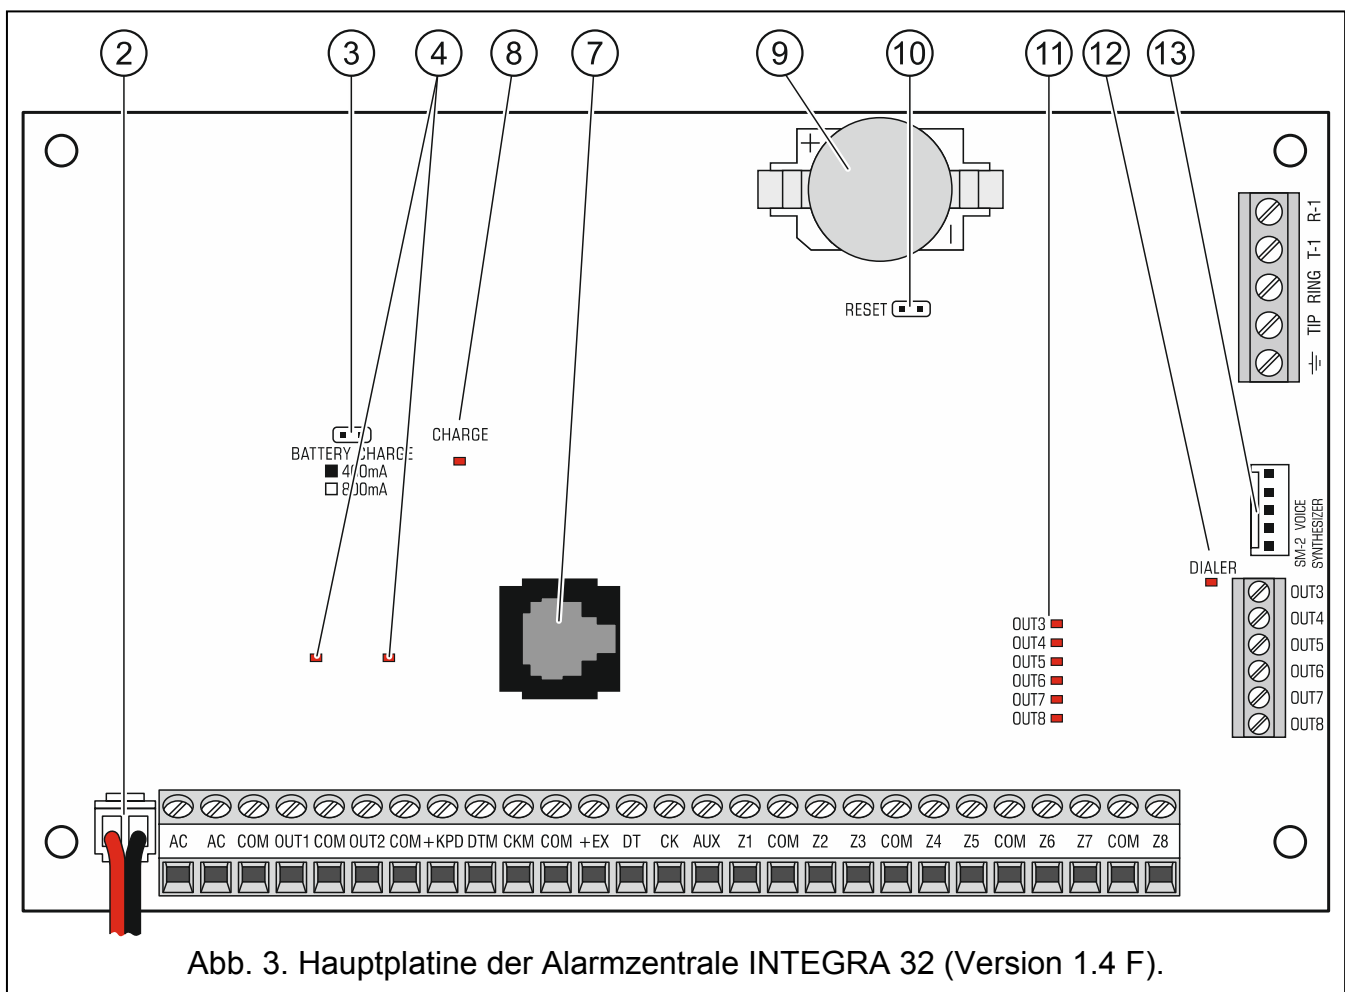 2 3 4 8 7 9 10 11 12 13
+
−
R-1
T-1
RING
TIP
RESET
BATTERY CHARGE
■ 400mA
□ 800mA
CHARGE
SM-2 VOICE
SYNTHESIZER
DIALER
OUT3
OUT4
OUT5
OUT6
OUT7
OUT8
OUT3
OUT4
OUT5
OUT6
OUT7
OUT8
AC AC COM OUT1 COM OUT2 COM +KPD DTM CKM COM +EX DT CK AUX Z1 COM Z2 Z3 COM Z4 Z5 COM Z6 Z7 COM Z8
Abb. 3. Hauptplatine der Alarmzentrale INTEGRA 32 (Version 1.4 F).